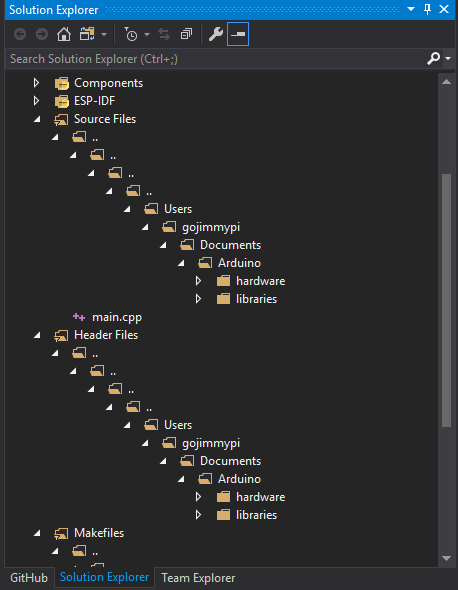 Solution Explorer
Search Solution Explorer (Ctrl+;)
Components
ESP-IDF
Source Files
..
..
..
..
Users
gojimmypi
Documents
Arduino
hardware
libraries
main.cpp
Header Files
..
..
..
..
Users
gojimmypi
Documents
Arduino
hardware
libraries
Makefiles
..
GitHub Solution Explorer Team Explorer